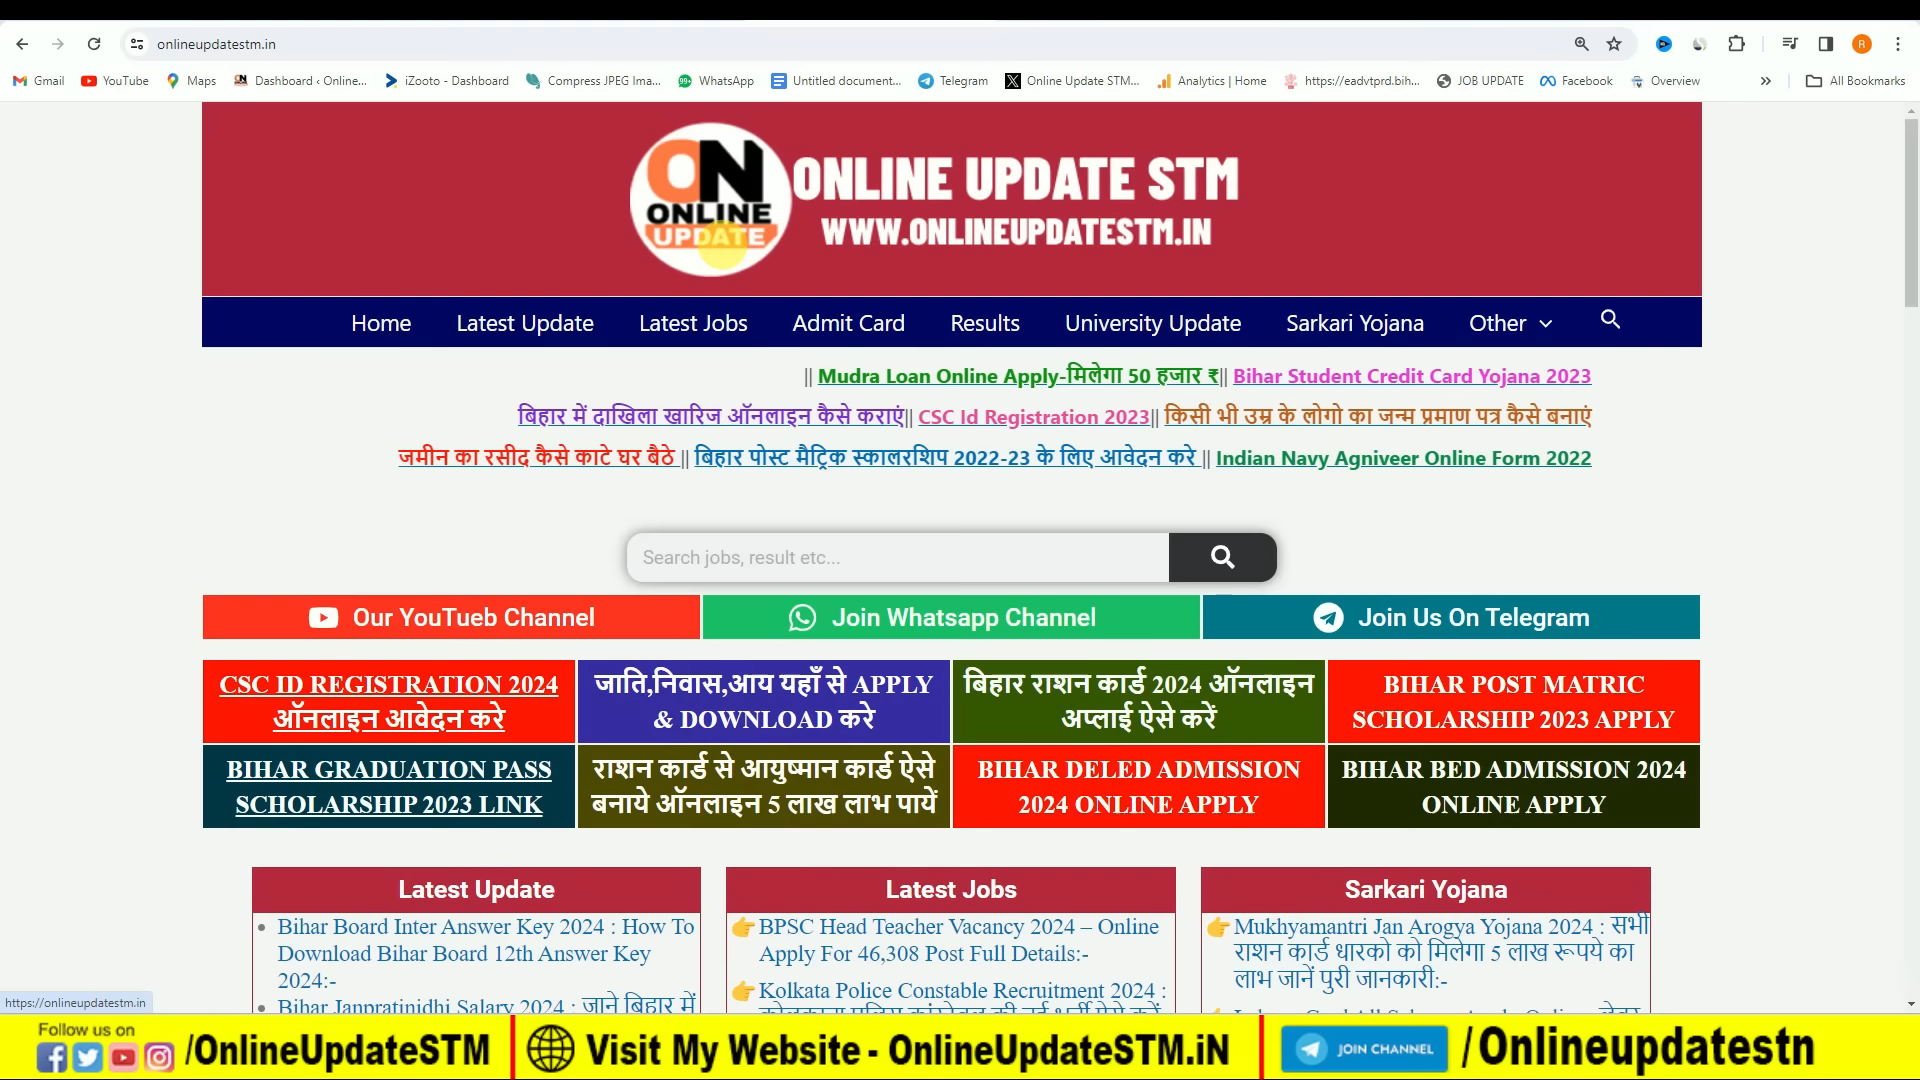 onlineupdatestm.in
R
Gmail YouTube Maps Dashboard ‹ Online... iZooto - Dashboard Compress JPEG Ima... WhatsApp Untitled document... Telegram Online Update STM... Analytics | Home https://eadvtprd.bih... JOB UPDATE Facebook Overview » All Bookmarks
ON
ONLINE
UPDATE
ONLINE UPDATE STM
WWW.ONLINEUPDATESTM.IN
Home Latest Update Latest Jobs Admit Card Results University Update Sarkari Yojana Other
|| Mudra Loan Online Apply-मिलेगा 50 हजार ₹|| Bihar Student Credit Card Yojana 2023
बिहार में दाखिला खारिज ऑनलाइन कैसे कराएं|| CSC Id Registration 2023|| किसी भी उम्र के लोगो का जन्म प्रमाण पत्र कैसे बनाएं
जमीन का रसीद कैसे काटे घर बैठे || बिहार पोस्ट मैट्रिक स्कालरशिप 2022-23 के लिए आवेदन करे || Indian Navy Agniveer Online Form 2022
Search jobs, result etc...
Our YouTueb Channel
Join Whatsapp Channel
Join Us On Telegram
CSC ID REGISTRATION 2024
ऑनलाइन आवेदन करे
जाति,निवास,आय यहाँ से APPLY
& DOWNLOAD करे
बिहार राशन कार्ड 2024 ऑनलाइन
अप्लाई ऐसे करें
BIHAR POST MATRIC
SCHOLARSHIP 2023 APPLY
BIHAR GRADUATION PASS
SCHOLARSHIP 2023 LINK
राशन कार्ड से आयुष्मान कार्ड ऐसे
बनाये ऑनलाइन 5 लाख लाभ पायें
BIHAR DELED ADMISSION
2024 ONLINE APPLY
BIHAR BED ADMISSION 2024
ONLINE APPLY
Latest Update
Bihar Board Inter Answer Key 2024 : How To
Download Bihar Board 12th Answer Key
2024:-
Bihar Janpratinidhi Salary 2024 : जाने बिहार में
Latest Jobs
BPSC Head Teacher Vacancy 2024 – Online
Apply For 46,308 Post Full Details:-
Kolkata Police Constable Recruitment 2024 :
Sarkari Yojana
Mukhyamantri Jan Arogya Yojana 2024 : सभी
राशन कार्ड धारको को मिलेगा 5 लाख रूपये का
लाभ जानें पुरी जानकारी:-
https://onlineupdatestm.in
Follow us on
/OnlineUpdateSTM
Visit My Website - OnlineUpdateSTM.iN
JOIN CHANNEL
/Onlineupdatestn